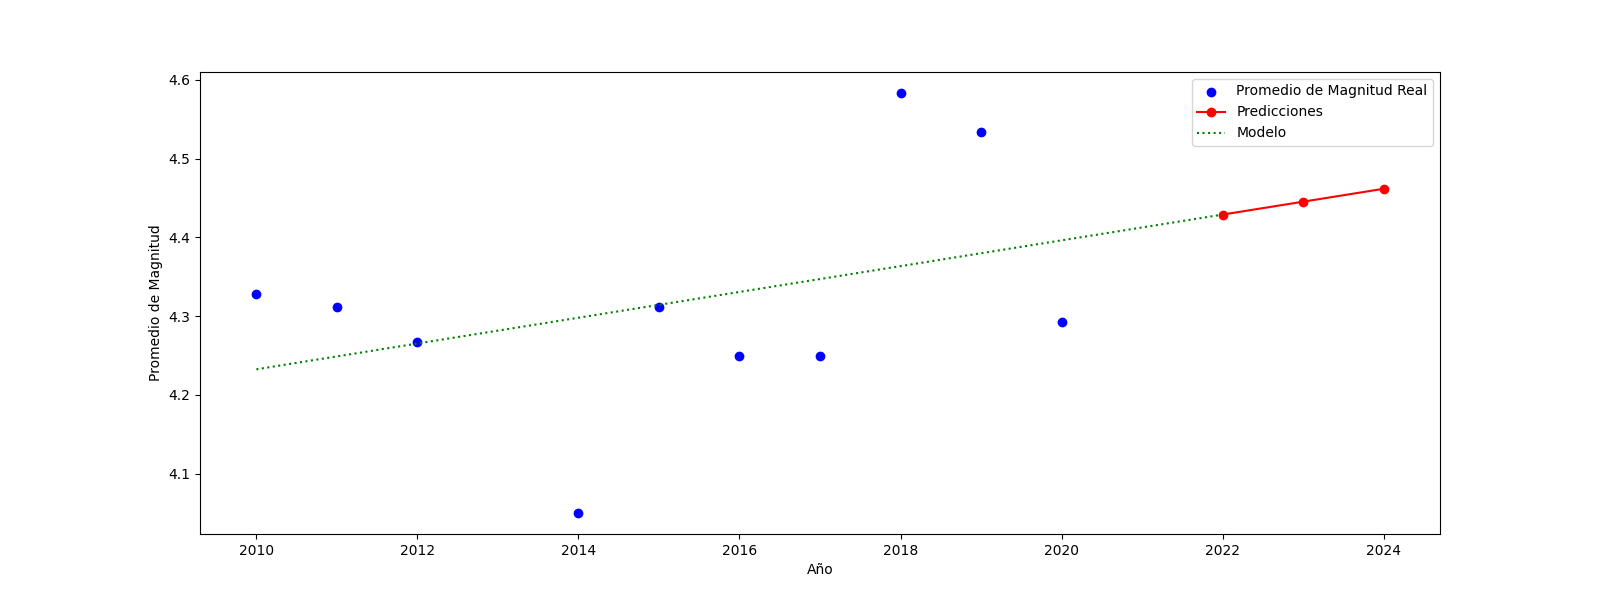 4.6
4.5
4.4
4.3
4.2
4.1
Promedio de Magnitud
Promedio de Magnitud Real
Predicciones
Modelo
2010 2012 2014 2016 2018 2020 2022 2024
Año